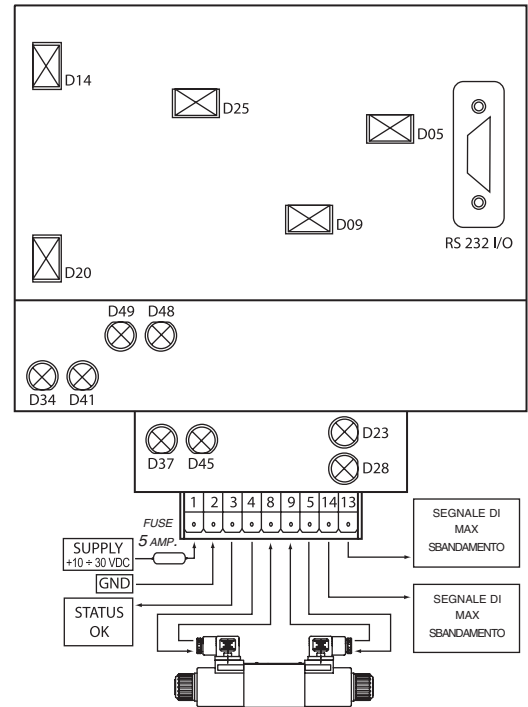 D14
D25
D05
D09
RS 232 I/O
D20
D49 D48
D34 D41
D37 D45
D23
D28
1 2 3 4 8 9 5 14 13
FUSE
5 AMP.
SUPPLY
+10 ÷ 30 VDC
GND
STATUS
OK
SEGNALE DI
MAX
SBANDAMENTO
SEGNALE DI
MAX
SBANDAMENTO